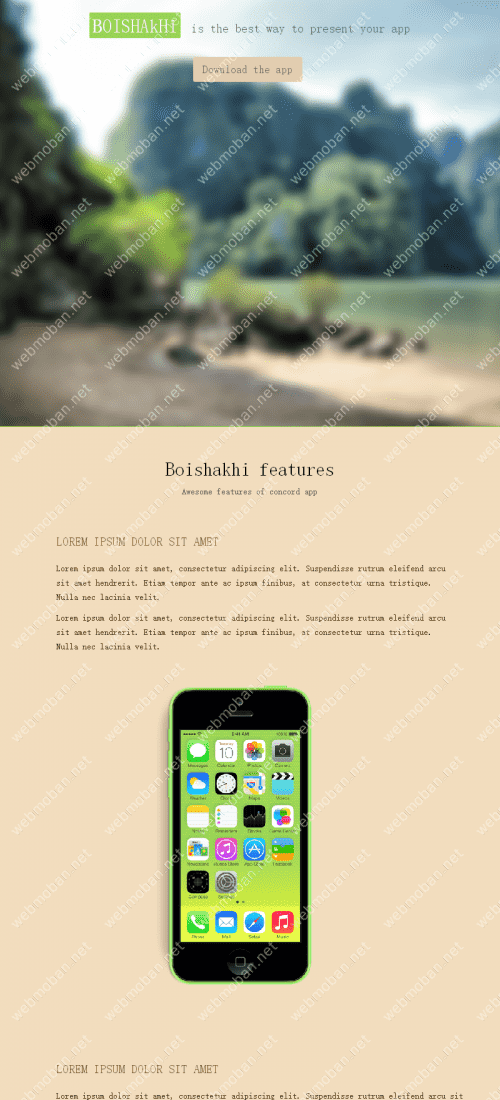 BOISHAKHI is the best way to present your app
Download the app
Boishakhi features
Awesome features of concord app
LOREM IPSUM DOLOR SIT AMET
Lorem ipsum dolor sit amet, consectetur adipiscing elit. Suspendisse rutrum eleifend arcu
sit amet hendrerit. Etiam tempor ante ac ipsum finibus, at consectetur urna tristique.
Nulla nec lacinia velit.
Lorem ipsum dolor sit amet, consectetur adipiscing elit. Suspendisse rutrum eleifend arcu
sit amet hendrerit. Etiam tempor ante ac ipsum finibus, at consectetur urna tristique.
Nulla nec lacinia velit.
9:41 AM 100%
Messages Calendar Photos Camera
Weather Clock Maps Videos
Notes Reminders Stocks Game Center
Newsstand iTunes Store App Store Passbook
Compass Settings
Phone Mail Safari Music
LOREM IPSUM DOLOR SIT AMET
Lorem ipsum dolor sit amet, consectetur adipiscing elit. Suspendisse rutrum eleifend arcu sit
webmoban.net